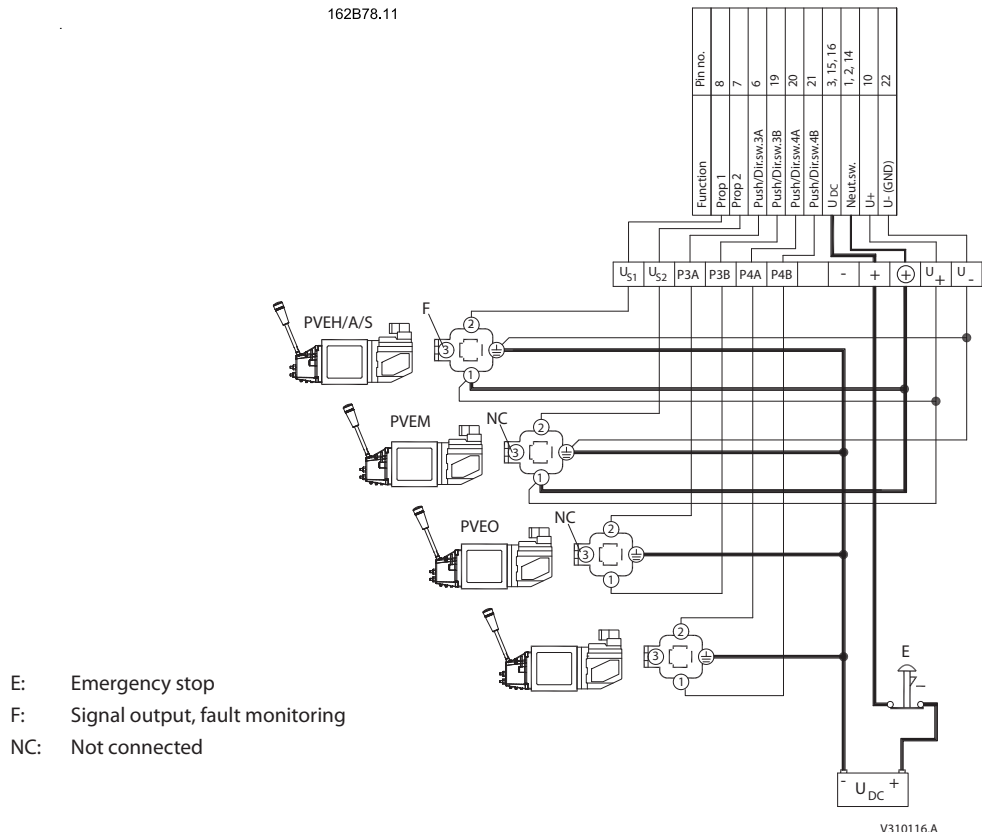 162B78.11
Function Pin no.
Prop 1 8
Prop 2 7
Push/Dir.sw.3A 6
Push/Dir.sw.3B 19
Push/Dir.sw.4A 20
Push/Dir.sw.4B 21
U DC 3, 15, 16
Neut.sw. 1, 2, 14
U+ 10
U- (GND) 22
US1 US2 P3A P3B P4A P4B - + + U+ U-
PVEH/A/S
F
2
3
1
PVEM
NC
2
3
1
PVEO
NC
2
3
1
2
3
1
E
E: Emergency stop
F: Signal output, fault monitoring
NC: Not connected
- UDC +
V310116.A